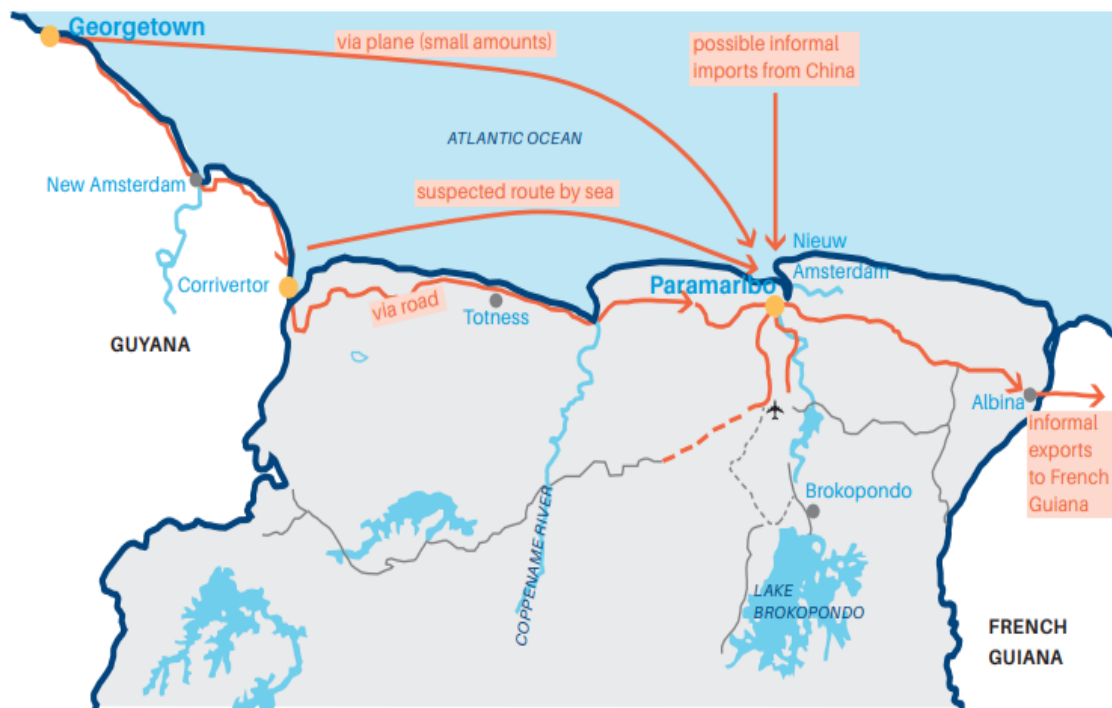 Georgetown
via plane (small amounts)
possible informal
imports from China
ATLANTIC OCEAN
New Amsterdam
suspected route by sea
Nieuw
Amsterdam
Corrivertor
Paramaribo
via road
Totness
GUYANA
Albina
informal
exports
to French
Guiana
Brokopondo
COPPENAME RIVER
LAKE
BROKOPONDO
FRENCH
GUIANA